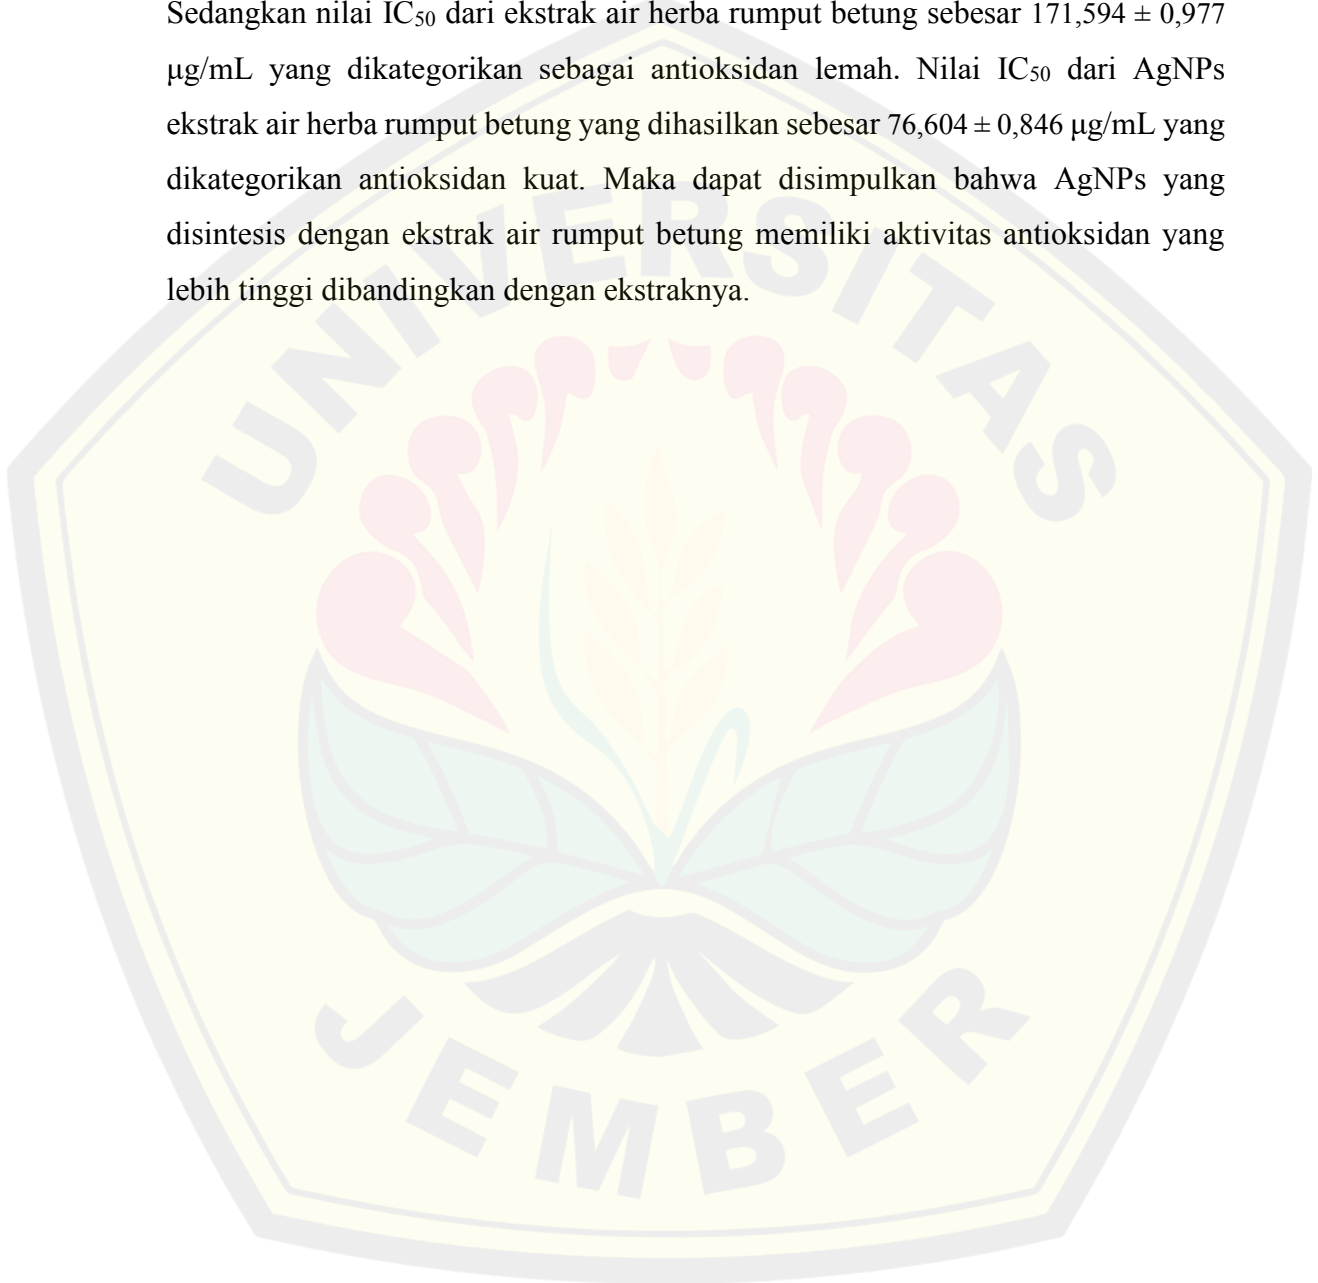 Sedangkan nilai IC₅₀ dari ekstrak air herba rumput betung sebesar 171,594 ± 0,977
μg/mL yang dikategorikan sebagai antioksidan lemah. Nilai IC₅₀ dari AgNPs
ekstrak air herba rumput betung yang dihasilkan sebesar 76,604 ± 0,846 μg/mL yang
dikategorikan antioksidan kuat. Maka dapat disimpulkan bahwa AgNPs yang
disintesis dengan ekstrak air rumput betung memiliki aktivitas antioksidan yang
lebih tinggi dibandingkan dengan ekstraknya.
UNIVERSITAS
JEMBER